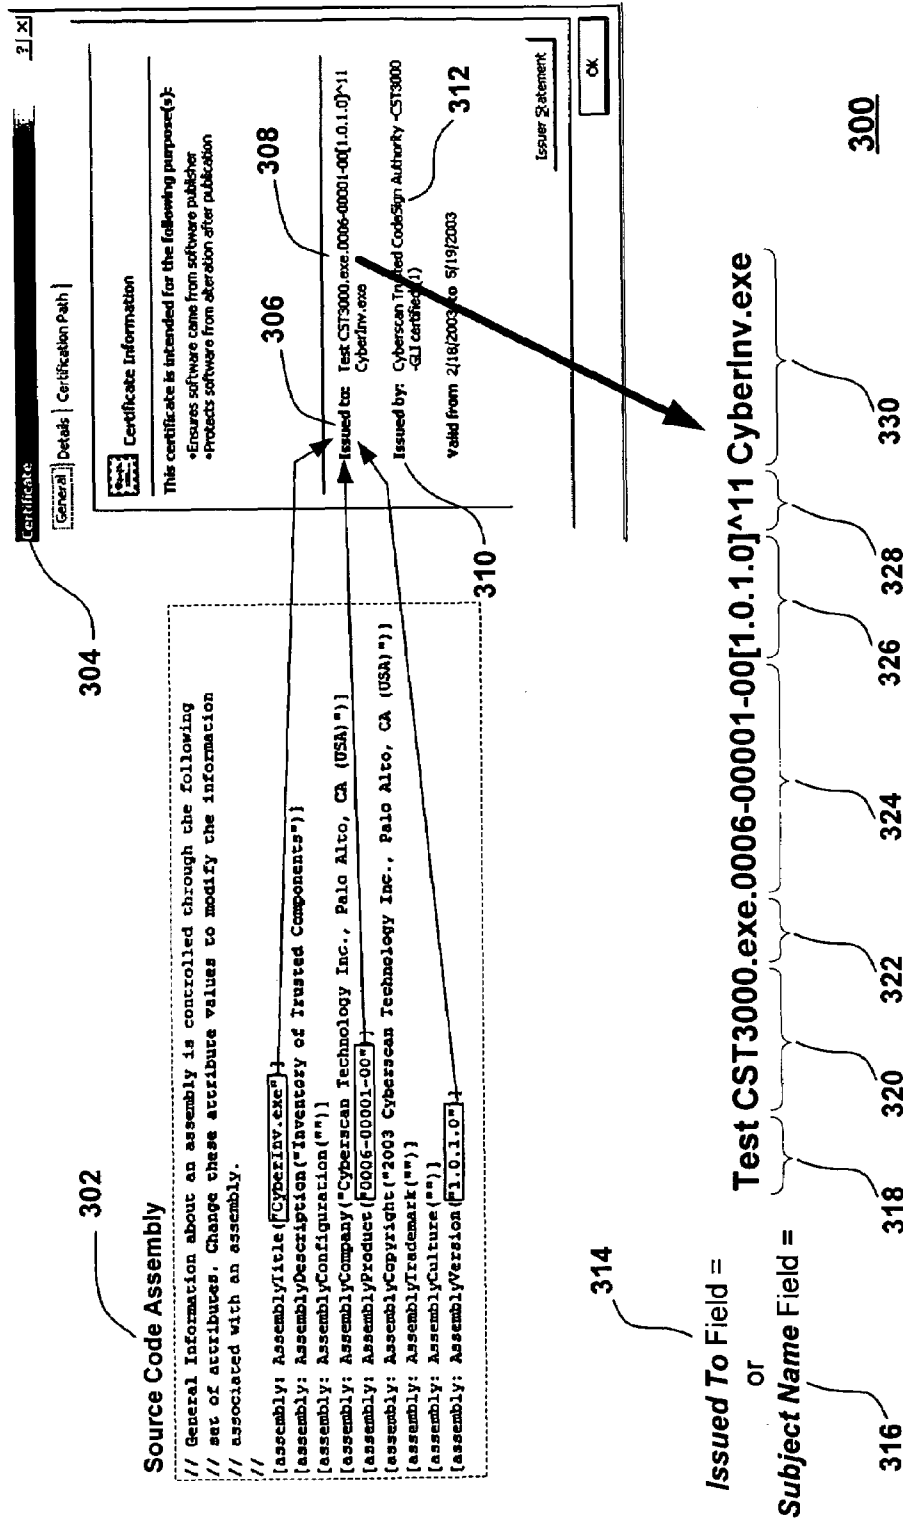 302
Source Code Assembly
// General Information about an assembly is controlled through the following
// set of attributes. Change these attribute values to modify the information
// associated with an assembly.
//
[assembly: AssemblyTitle("CyberInv.exe")]
[assembly: AssemblyDescription("Inventory of Trusted Components")]
[assembly: AssemblyConfiguration("")]
[assembly: AssemblyCompany("Cyberscan Technology Inc., Palo Alto, CA (USA)")]
[assembly: AssemblyProduct("0006-00001-00")]
[assembly: AssemblyCopyright("2003 Cyberscan Technology Inc., Palo Alto, CA (USA)")]
[assembly: AssemblyTrademark("")]
[assembly: AssemblyCulture("")]
[assembly: AssemblyVersion("1.0.1.0")]
304
Certificate
? X
General
Details
Certification Path
Certificate Information
This certificate is intended for the following purpose(s):
•Ensures software came from software publisher
•Protects software from alteration after publication
306
308
Issued to: Test CST3000.exe.0006-00001-00[1.0.1.0]^11
CyberInv.exe
310
312
Issued by: Cyberscan Trusted CodeSign Authority -CST3000
-GLI certified(1)
Valid from 2/18/2003 to 5/19/2003
Issuer Statement
OK
314
Issued To Field =
or
Subject Name Field =
316
Test CST3000.exe.0006-00001-00[1.0.1.0]^11 CyberInv.exe
318
320
322
324
326
328
330
300